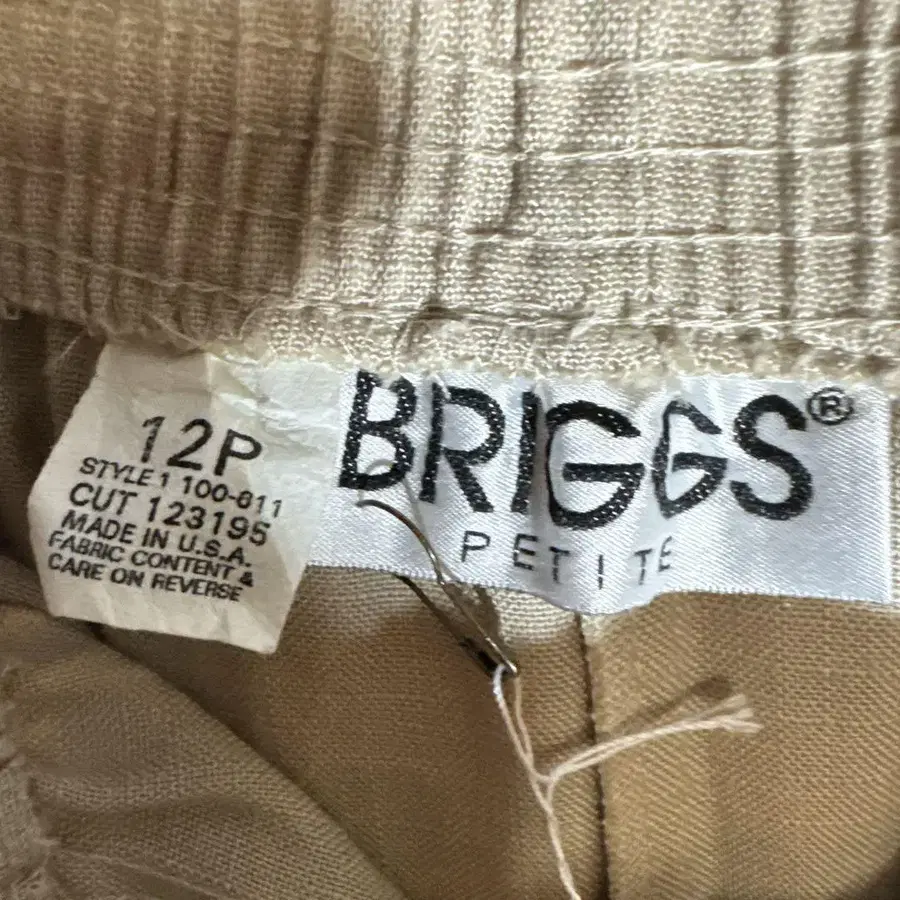 12P
STYLE 1 100-811
CUT 123195
MADE IN U.S.A.
FABRIC CONTENT &
CARE ON REVERSE
BRIGGS®
PETITE